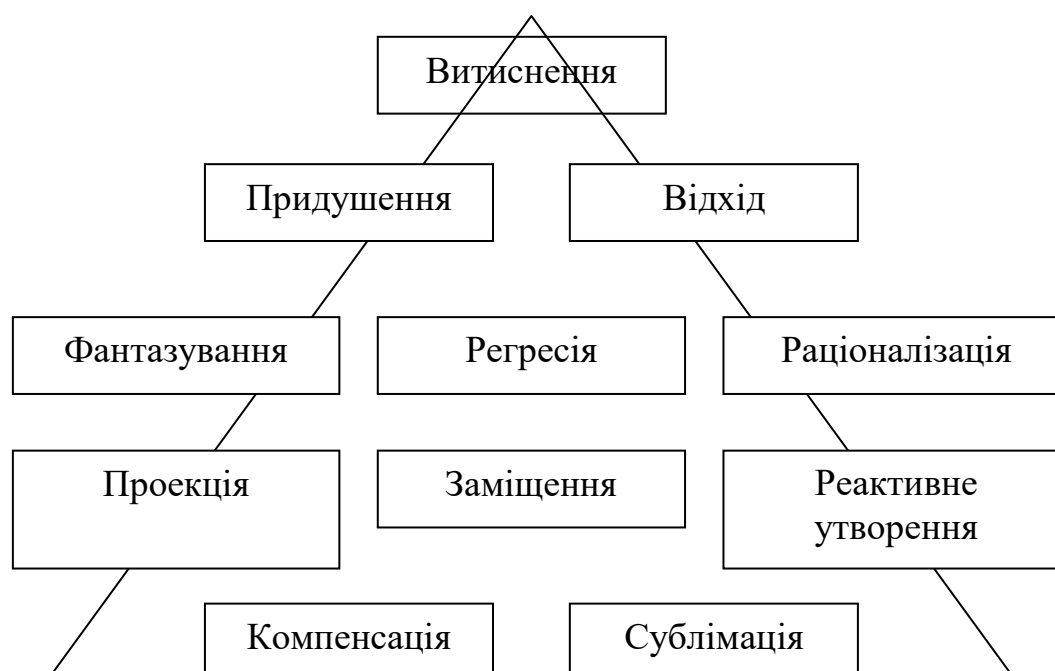 Витиснення
Придушення
Відхід
Фантазування
Регресія
Раціоналізація
Проекція
Заміщення
Реактивне
утворення
Компенсація
Сублімація